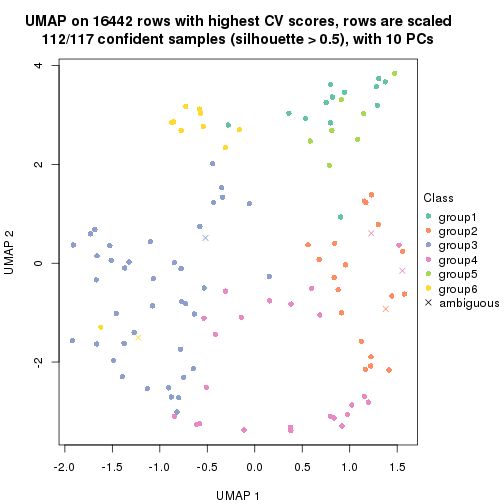 UMAP on 16442 rows with highest CV scores, rows are scaled
112/117 confident samples (silhouette > 0.5), with 10 PCs
4
2
0
-2
UMAP 2
-2.0 -1.5 -1.0 -0.5 0.0 0.5 1.0 1.5
UMAP 1
Class
group1
group2
group3
group4
group5
group6
ambiguous